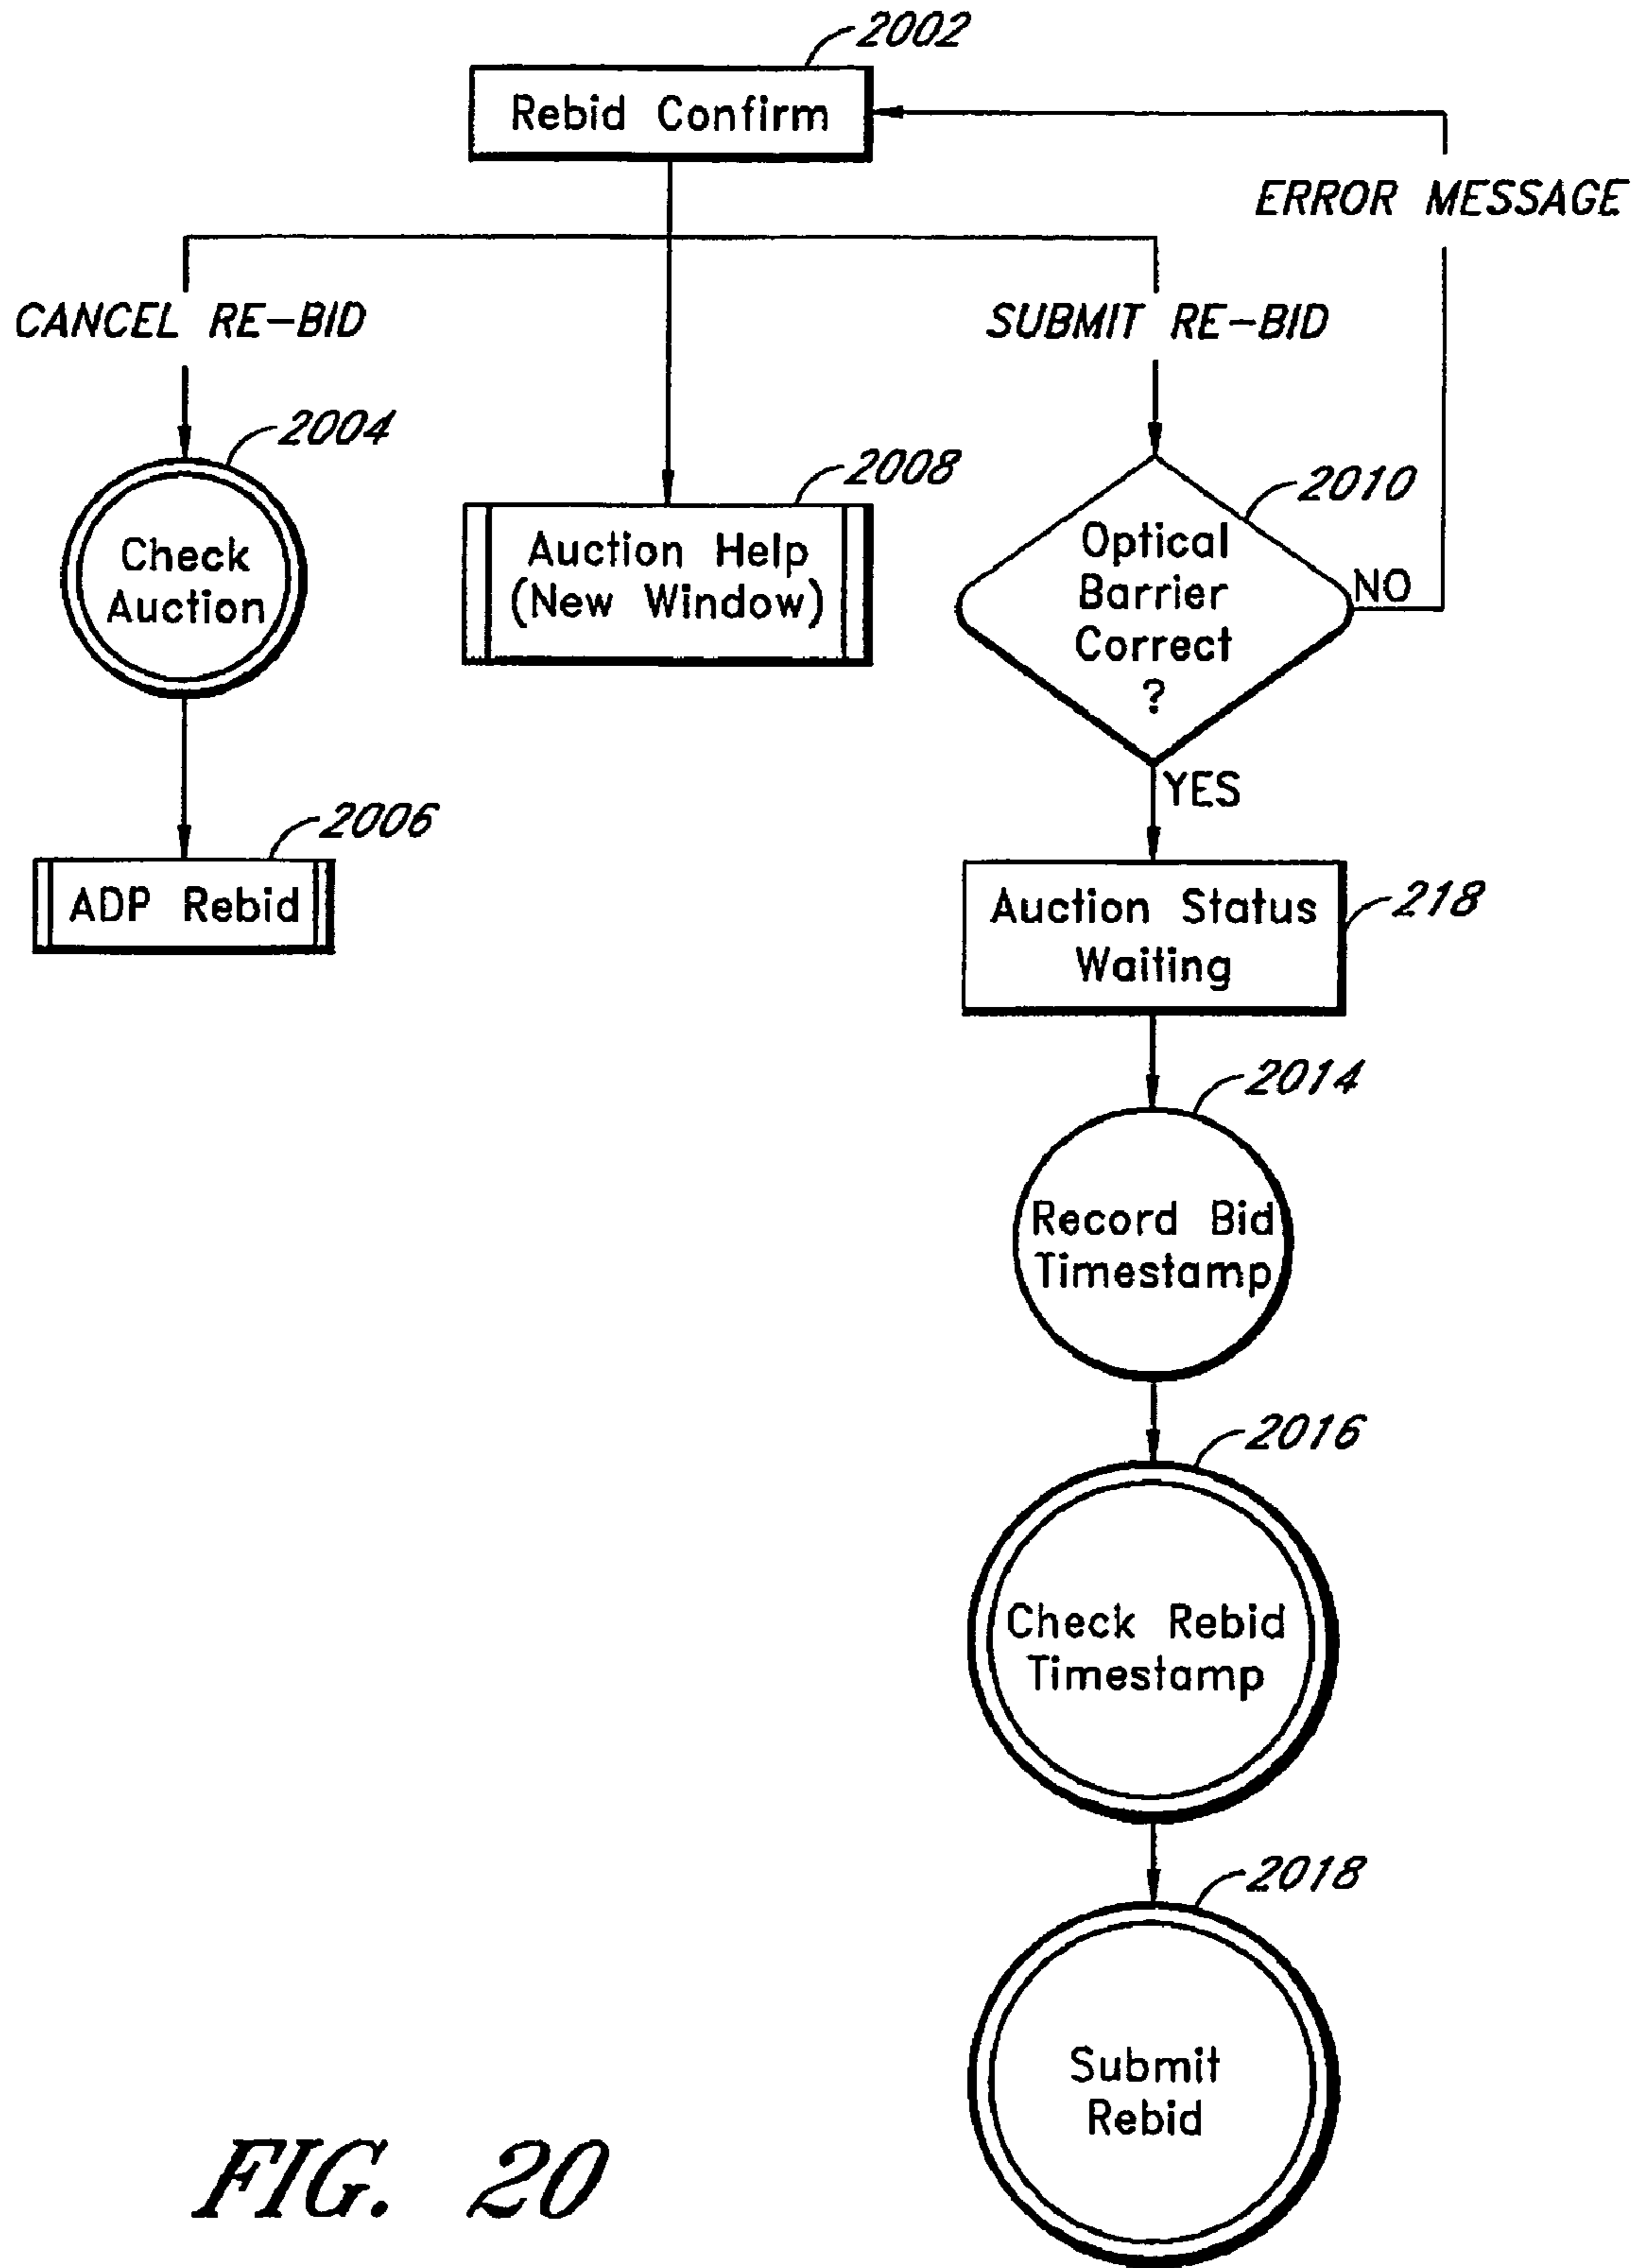 2002
Rebid Confirm
ERROR MESSAGE
CANCEL RE-BID
SUBMIT RE-BID
2004
Check
Auction
2008
Auction Help
(New Window)
2010
Optical
Barrier
Correct
?
NO
YES
2006
ADP Rebid
218
Auction Status
Waiting
2014
Record Bid
Timestamp
2016
Check Rebid
Timestamp
2018
Submit
Rebid
FIG. 20